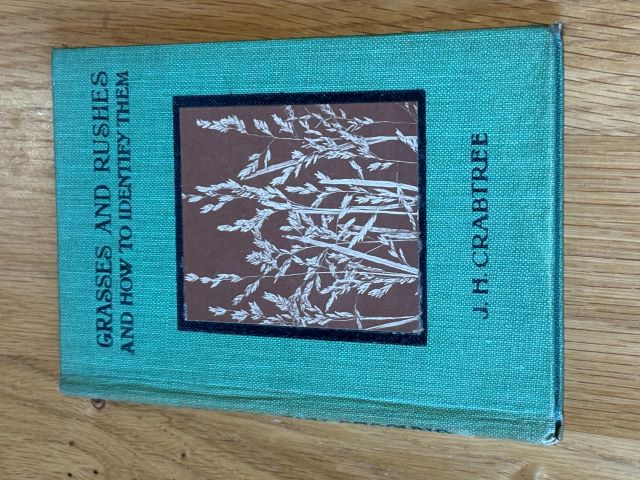 GRASSES AND RUSHES
AND HOW TO IDENTIFY THEM
J. H. CRABTREE